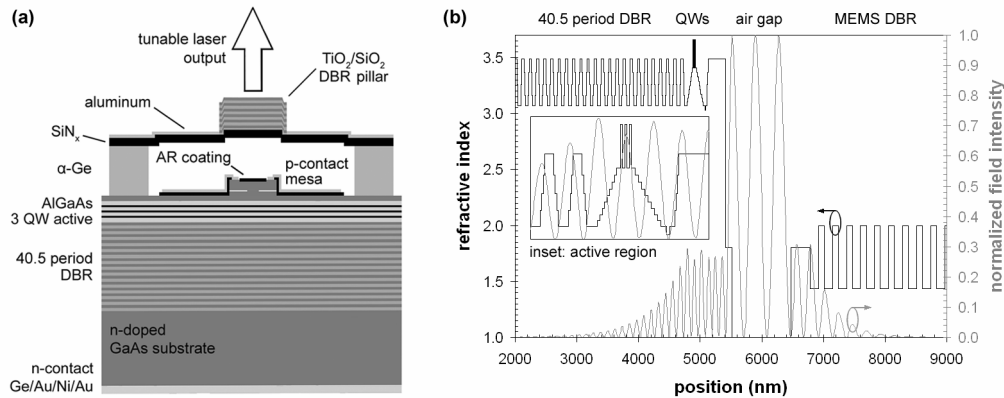 (a)
tunable laser
output
TiO2/SiO2
DBR pillar
aluminum
SiNx
α-Ge
AR coating
p-contact
mesa
AlGaAs
3 QW active
40.5 period
DBR
n-doped
GaAs substrate
n-contact
Ge/Au/Ni/Au
(b)
40.5 period DBR QWs air gap MEMS DBR
refractive index
3.5
3.0
2.5
2.0
1.5
1.0
inset: active region
1.0
0.9
0.8
0.7
0.6
0.5
0.4
0.3
0.2
0.1
0.0
normalized field intensity
2000 3000 4000 5000 6000 7000 8000 9000
position (nm)